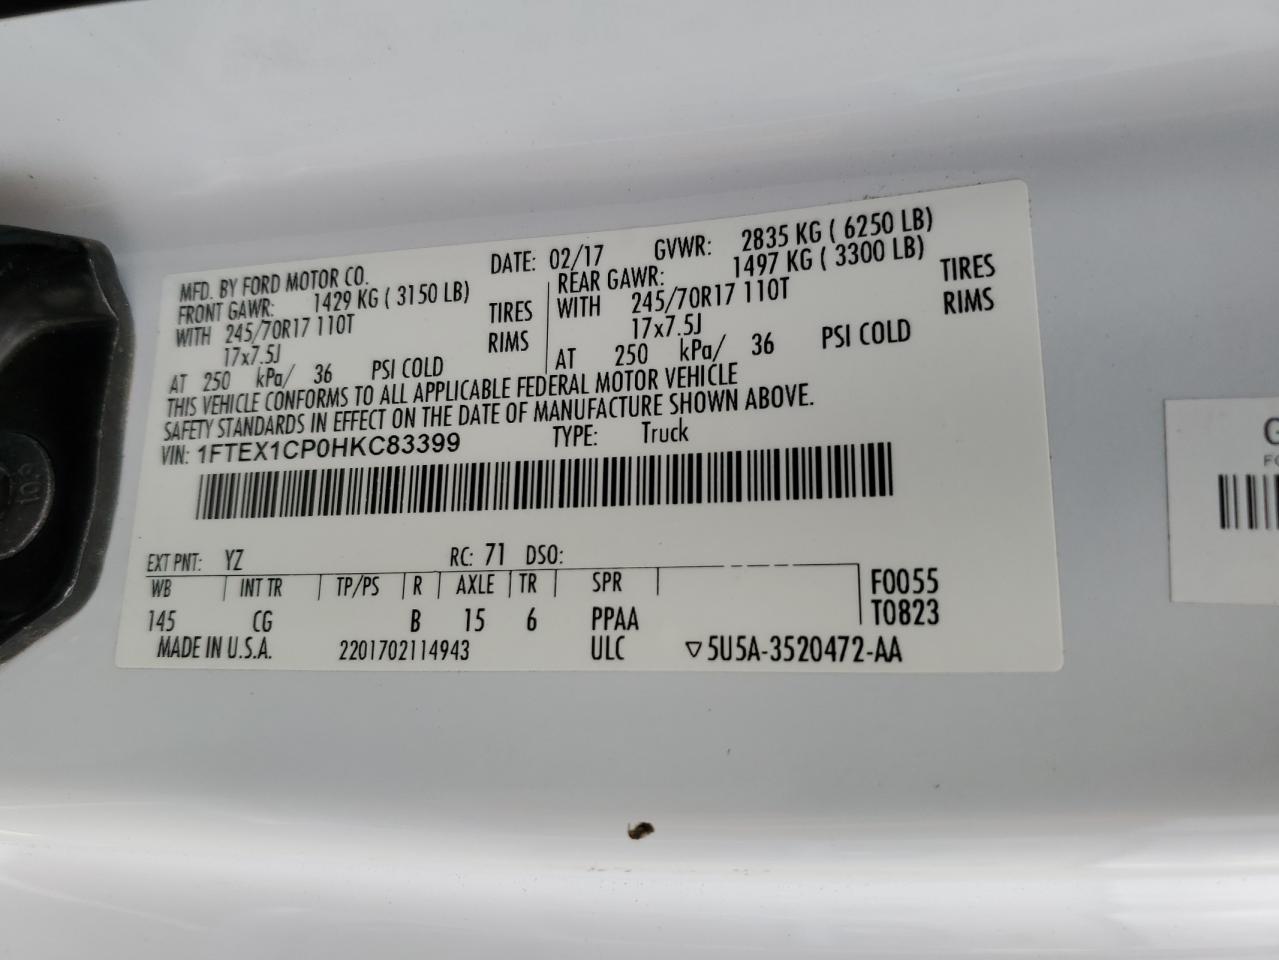 MFD. BY FORD MOTOR CO. DATE: 02/17 GVWR: 2835 KG ( 6250 LB)
FRONT GAWR: 1429 KG ( 3150 LB) REAR GAWR: 1497 KG ( 3300 LB)
WITH 245/70R17 110T TIRES WITH 245/70R17 110T TIRES
17x7.5J RIMS 17x7.5J RIMS
AT 250 kPa/ 36 PSI COLD AT 250 kPa/ 36 PSI COLD
THIS VEHICLE CONFORMS TO ALL APPLICABLE FEDERAL MOTOR VEHICLE
SAFETY STANDARDS IN EFFECT ON THE DATE OF MANUFACTURE SHOWN ABOVE.
VIN: 1FTEX1CP0HKC83399 TYPE: Truck
EXT PNT: YZ RC: 71 DSO:
WB INT TR TP/PS R AXLE TR SPR F0055
145 CG B 15 6 PPAA T0823
MADE IN U.S.A. 2201702114943 ULC ▽5U5A-3520472-AA
10.9